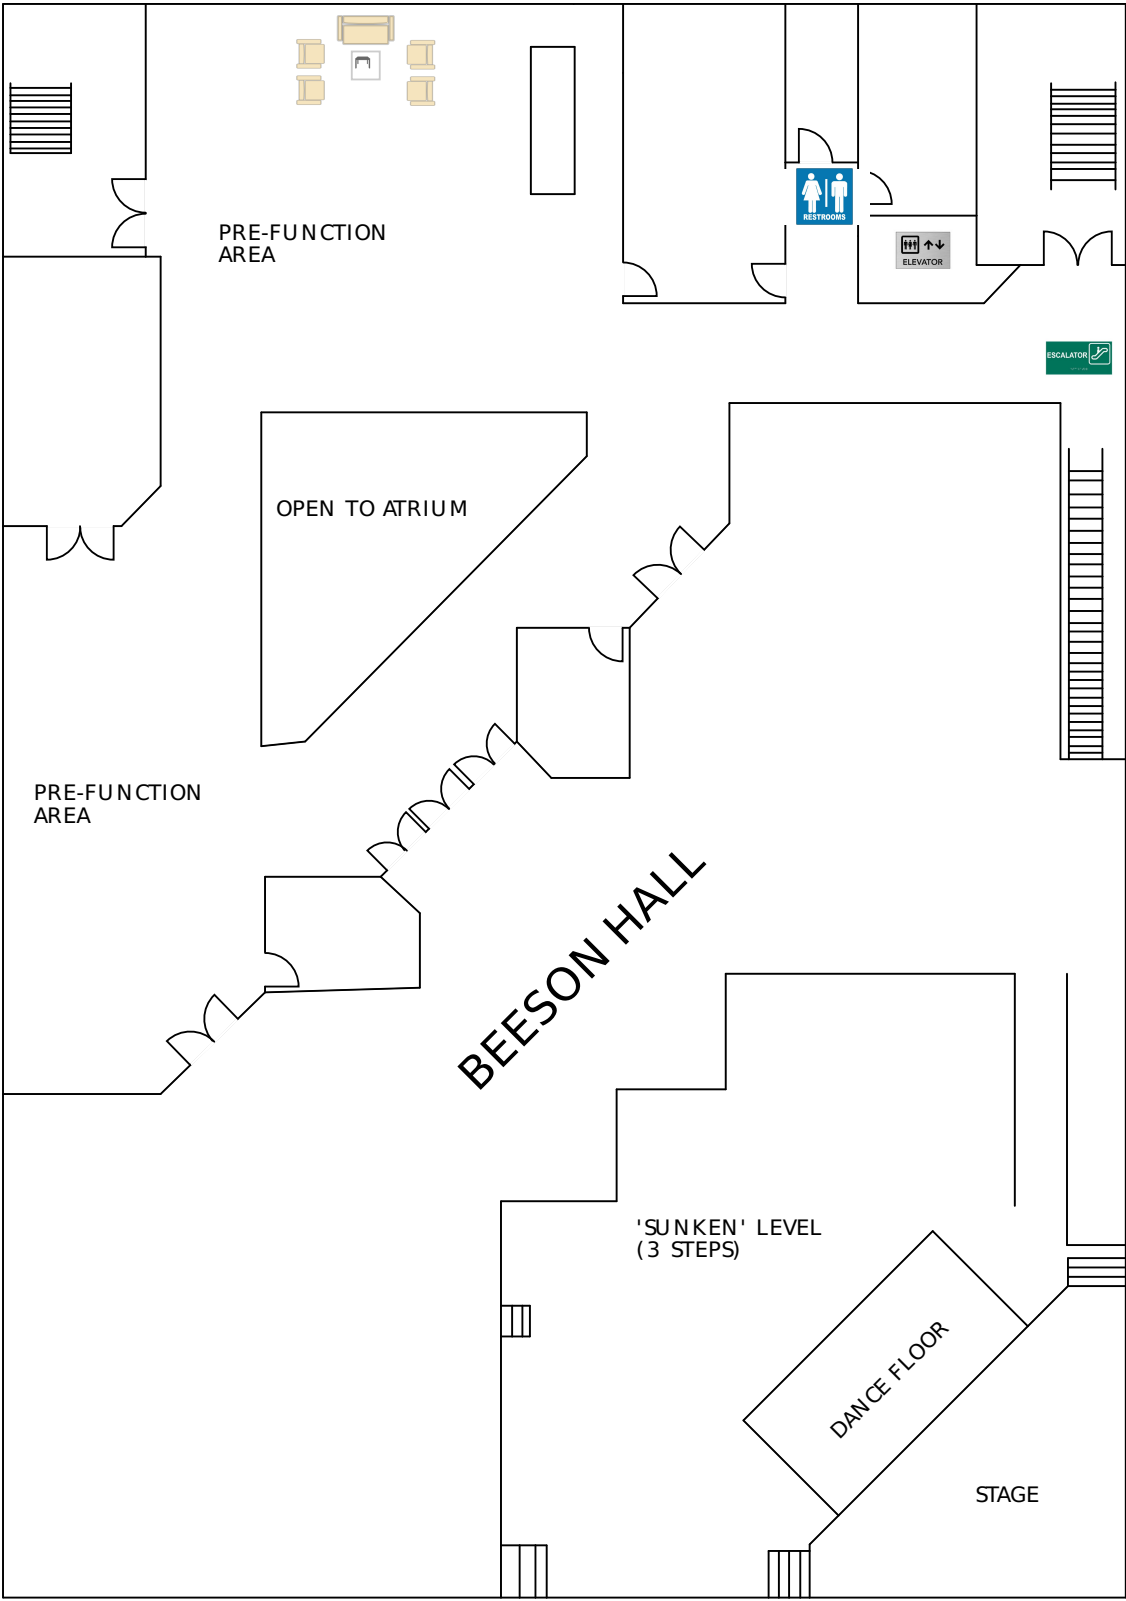 RESTROOMS
PRE-FUNCTION
AREA
ELEVATOR
ESCALATOR
OPEN TO ATRIUM
PRE-FUNCTION
AREA
BEESON HALL
'SUNKEN' LEVEL
(3 STEPS)
DANCE FLOOR
STAGE